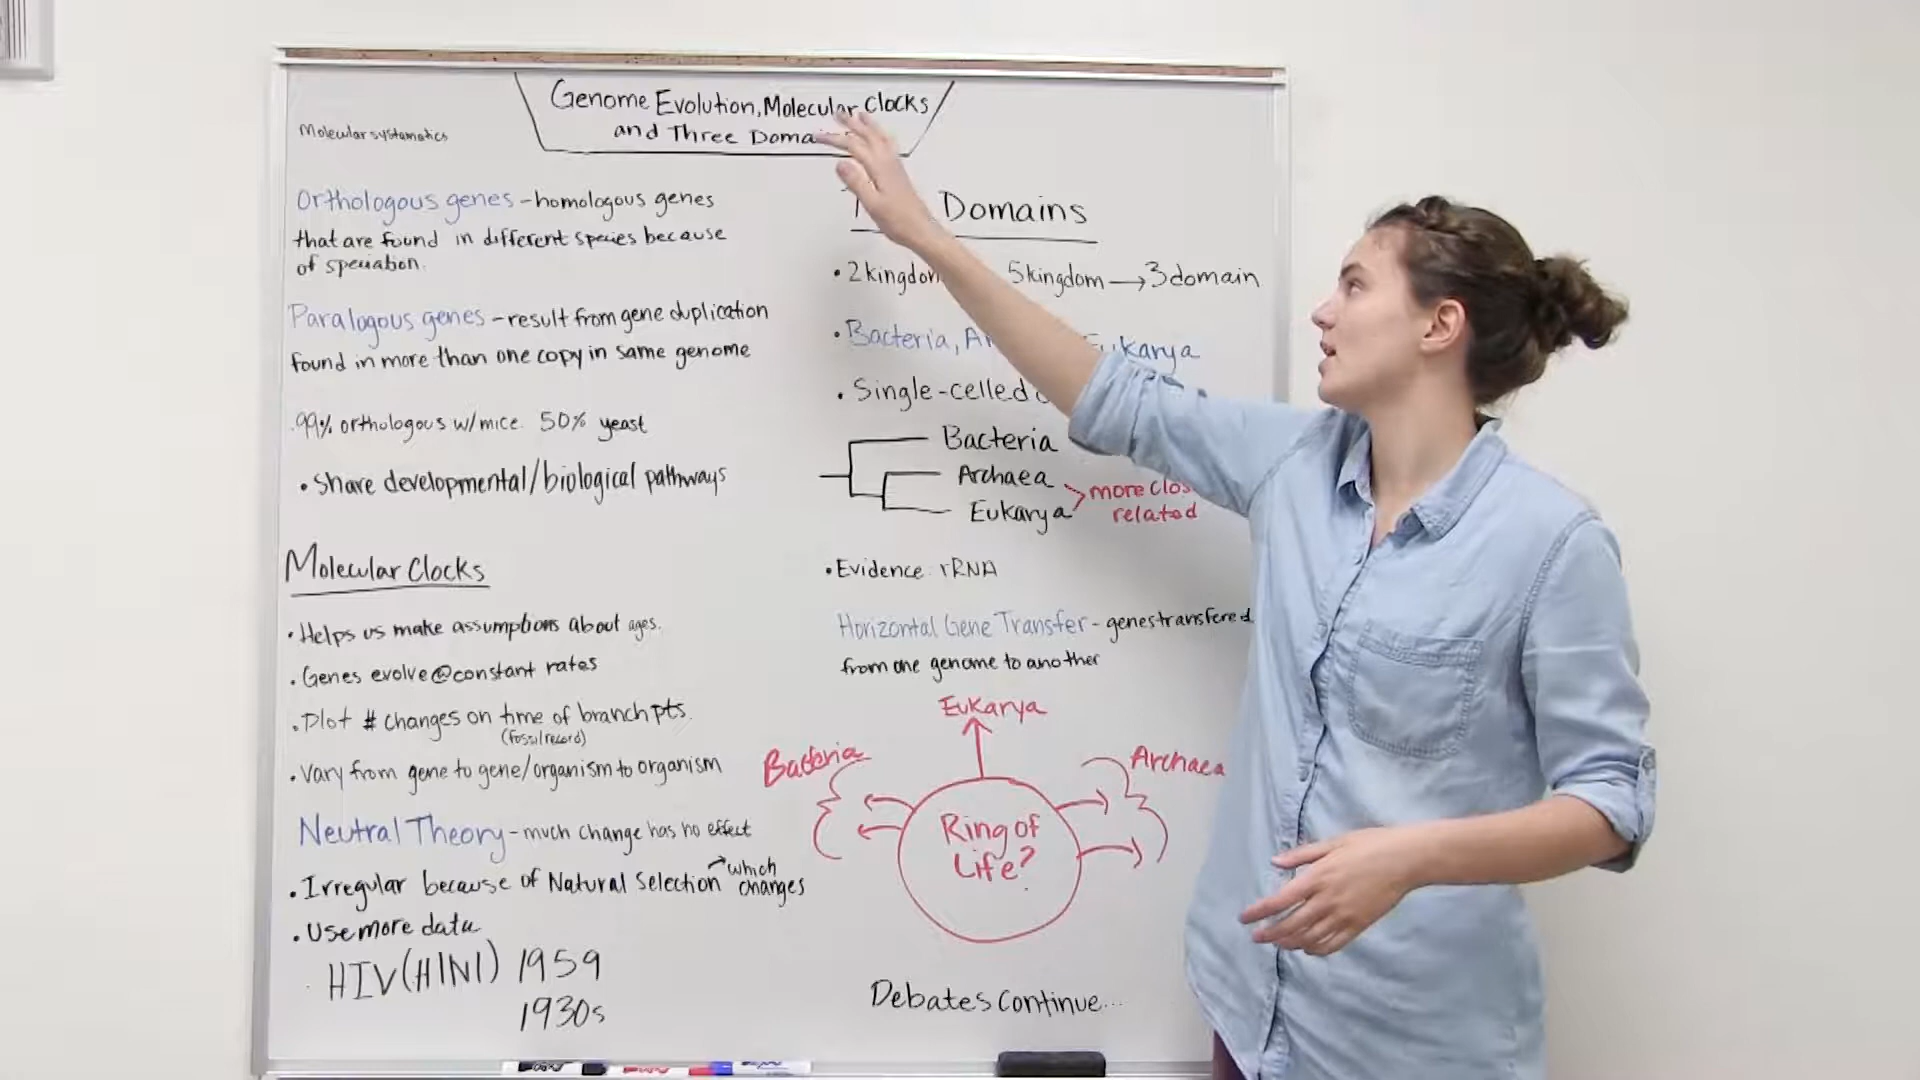 Genome Evolution, Molecular Clocks
and Three
Molecular systamatics
Orthologous genes - homologous genes
that are found in different species because
of speciation.
Paralogous genes - result from gene duplication
found in more than one copy in same genome
99% orthologous w/mice. 50% yeast
• Share developmental/biological pathways
Molecular Clocks
• Helps us make assumptions about ages.
• Genes evolve @ constant rates
• Plot # changes on time of branch pts.
(fossil record)
• Vary from gene to gene/organism to organism
Neutral Theory - much change has no effect
• Irregular because of Natural Selection → which changes
• Use more data
HIV (H1N1) 1959
1930s
Domains
• 2 kingdom 5 kingdom → 3 domain
• Bacteria, Eukarya
• Single-celled
Bacteria
Archaea
Eukarya
more
related
• Evidence: rRNA
Horizontal Gene Transfer - genes transfered
from one genome to another
Eukarya
Bacteria
Archaea
Ring of
Life?
Debates continue...